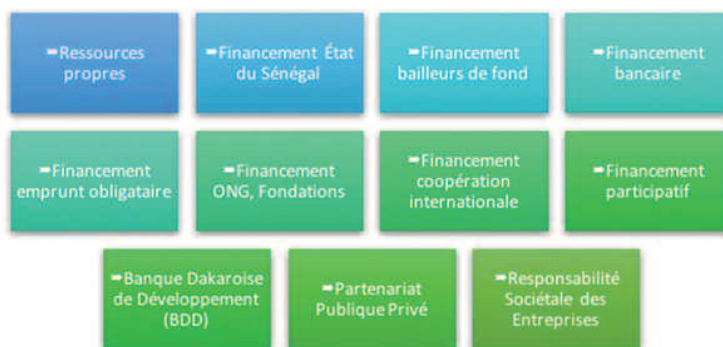 ➡Ressources
propres
➡Financement État
du Sénégal
➡Financement
bailleurs de fond
➡Financement
bancaire
➡Financement
emprunt obligataire
➡Financement
ONG, Fondations
➡Financement
coopération
internationale
➡Financement
participatif
➡Banque Dakaroise
de Développement
(BDD)
➡Partenariat
Publique Privé
➡Responsabilité
Sociétale des
Entreprises